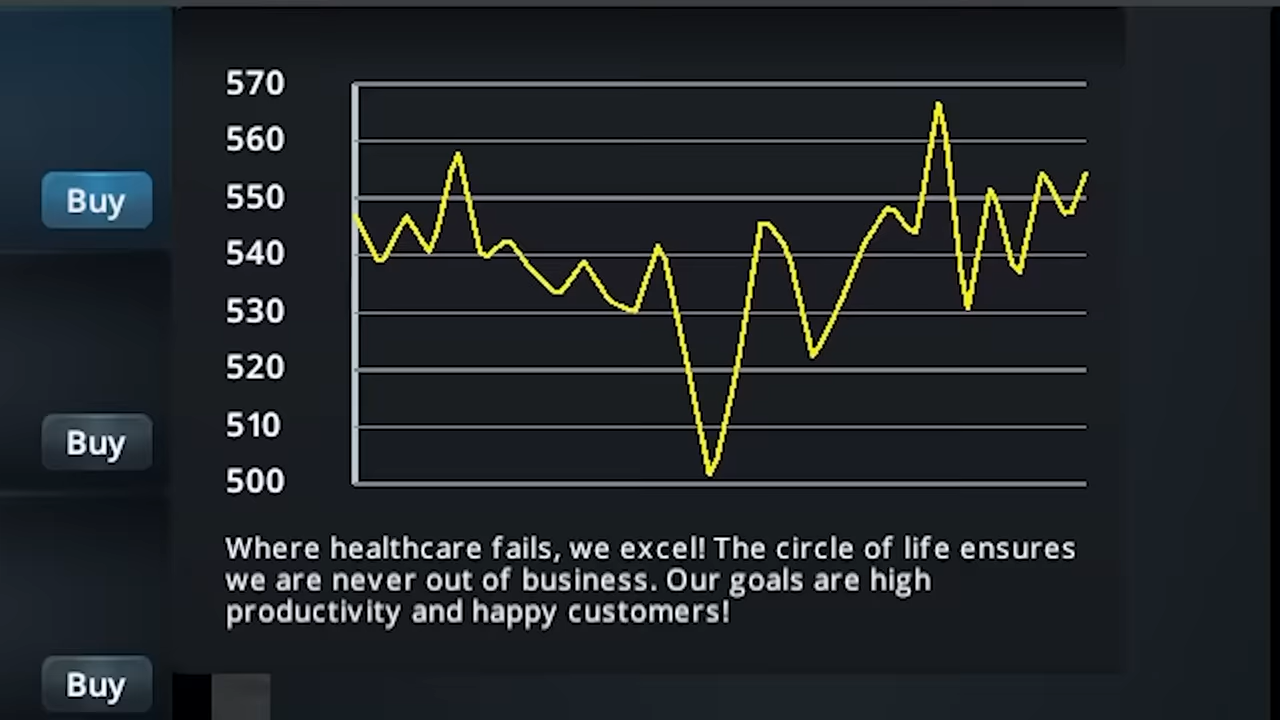 570
560
Buy
550
540
530
520
510
Buy
500
Where healthcare fails, we excel! The circle of life ensures
we are never out of business. Our goals are high
productivity and happy customers!
Buy